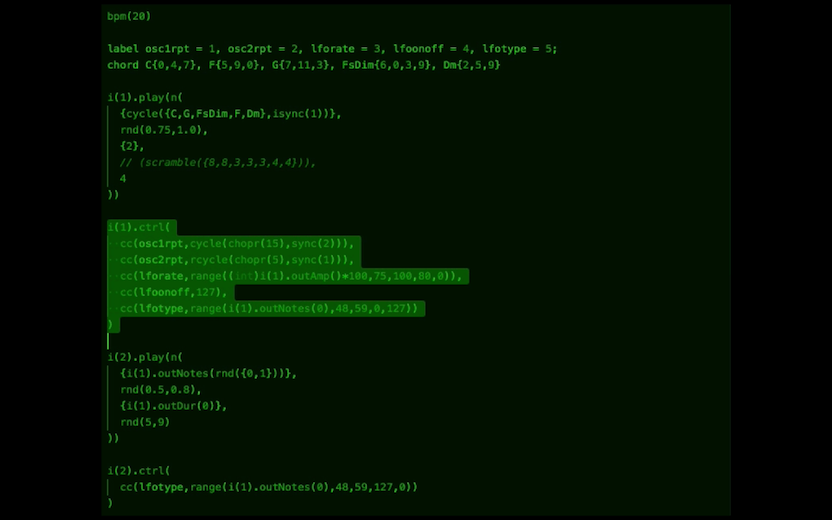 bpm(20)
label osc1rpt = 1, osc2rpt = 2, lforate = 3, lfoonoff = 4, lfotype = 5;
chord C{0,4,7}, F{5,9,0}, G{7,11,3}, FsDim{6,0,3,9}, Dm{2,5,9}
i(1).play(n(
{cycle({C,G,FsDim,F,Dm},isync(1))},
rnd(0.75,1.0),
{2},
// (scramble({8,8,3,3,3,4,4})),
4
))
i(1).ctrl(
cc(osc1rpt,cycle(chopr(15),sync(2))),
cc(osc2rpt,rcycle(chopr(5),sync(1))),
cc(lforate,range((int)i(1).outAmp()*100,75,100,80,0)),
cc(lfoonoff,127),
cc(lfotype,range(i(1).outNotes(0),48,59,0,127))
)
i(2).play(n(
{i(1).outNotes(rnd({0,1}))},
rnd(0.5,0.8),
{i(1).outDur(0)},
rnd(5,9)
))
i(2).ctrl(
cc(lfotype,range(i(1).outNotes(0),48,59,127,0))
)